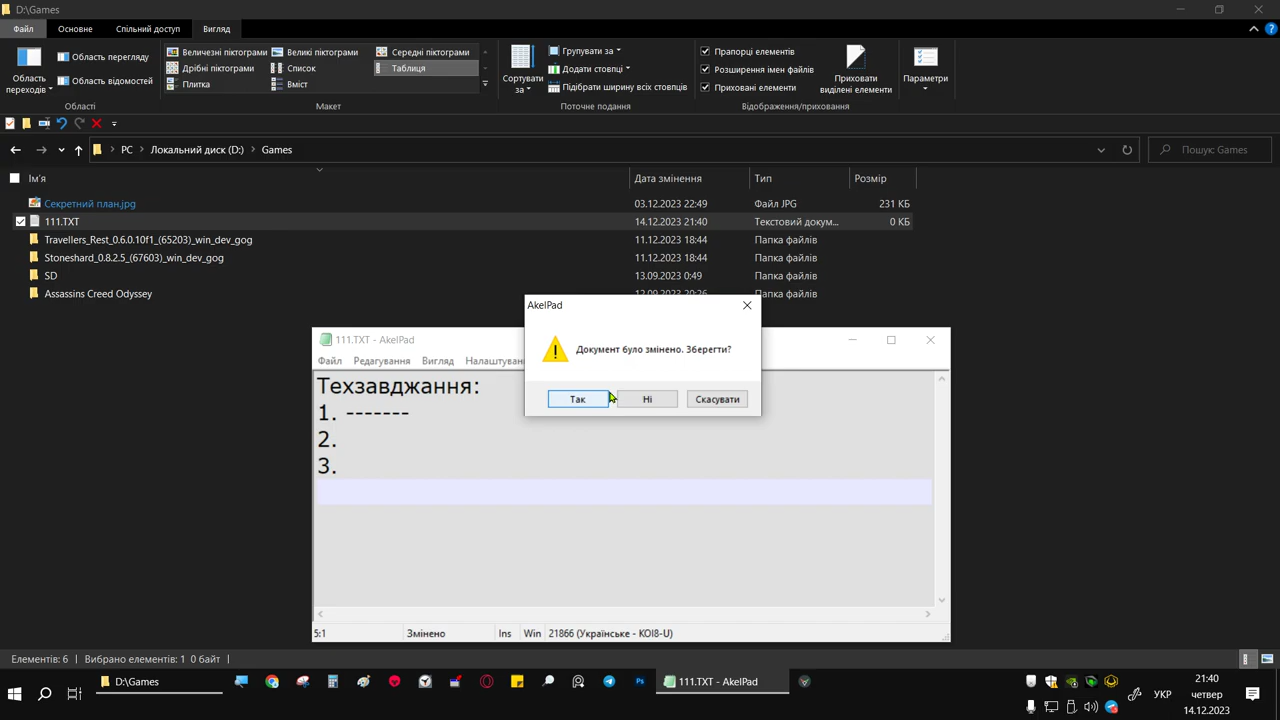 D:\Games
Файл Основне Спільний доступ Вигляд
Область переходів
Область перегляду
Область відомостей
Області
Величезні піктограми Великі піктограми Середні піктограми
Дрібні піктограми Список Таблиця
Плитка Вміст
Макет
Сортувати за
Групувати за
Додати стовпці
Підібрати ширину всіх стовпців
Поточне подання
Прапорці елементів
Розширення імен файлів
Приховані елементи
Приховати виділені елементи
Відображення/приховання
Параметри
PC Локальний диск (D:) Games
Пошук: Games
Ім'я Дата змінення Тип Розмір
Секретний план.jpg 03.12.2023 22:49 Файл JPG 231 КБ
111.TXT 14.12.2023 21:40 Текстовий докум... 0 КБ
Travellers_Rest_0.6.0.10f1_(65203)_win_dev_gog 11.12.2023 18:44 Папка файлів
Stoneshard_0.8.2.5_(67603)_win_dev_gog 11.12.2023 18:44 Папка файлів
SD 13.09.2023 0:49 Папка файлів
Assassins Creed Odyssey Папка файлів
AkelPad
Документ було змінено. Зберегти?
Так Ні Скасувати
111.TXT - AkelPad
Файл Редагування Вигляд
Техзавджання:
1. -------
2.
3.
5:1 Змінено Ins Win 21866 (Українське - KOI8-U)
Елементів: 6 Вибрано елементів: 1 0 байт
D:\Games
111.TXT - AkelPad
УКР
21:40
четвер
14.12.2023